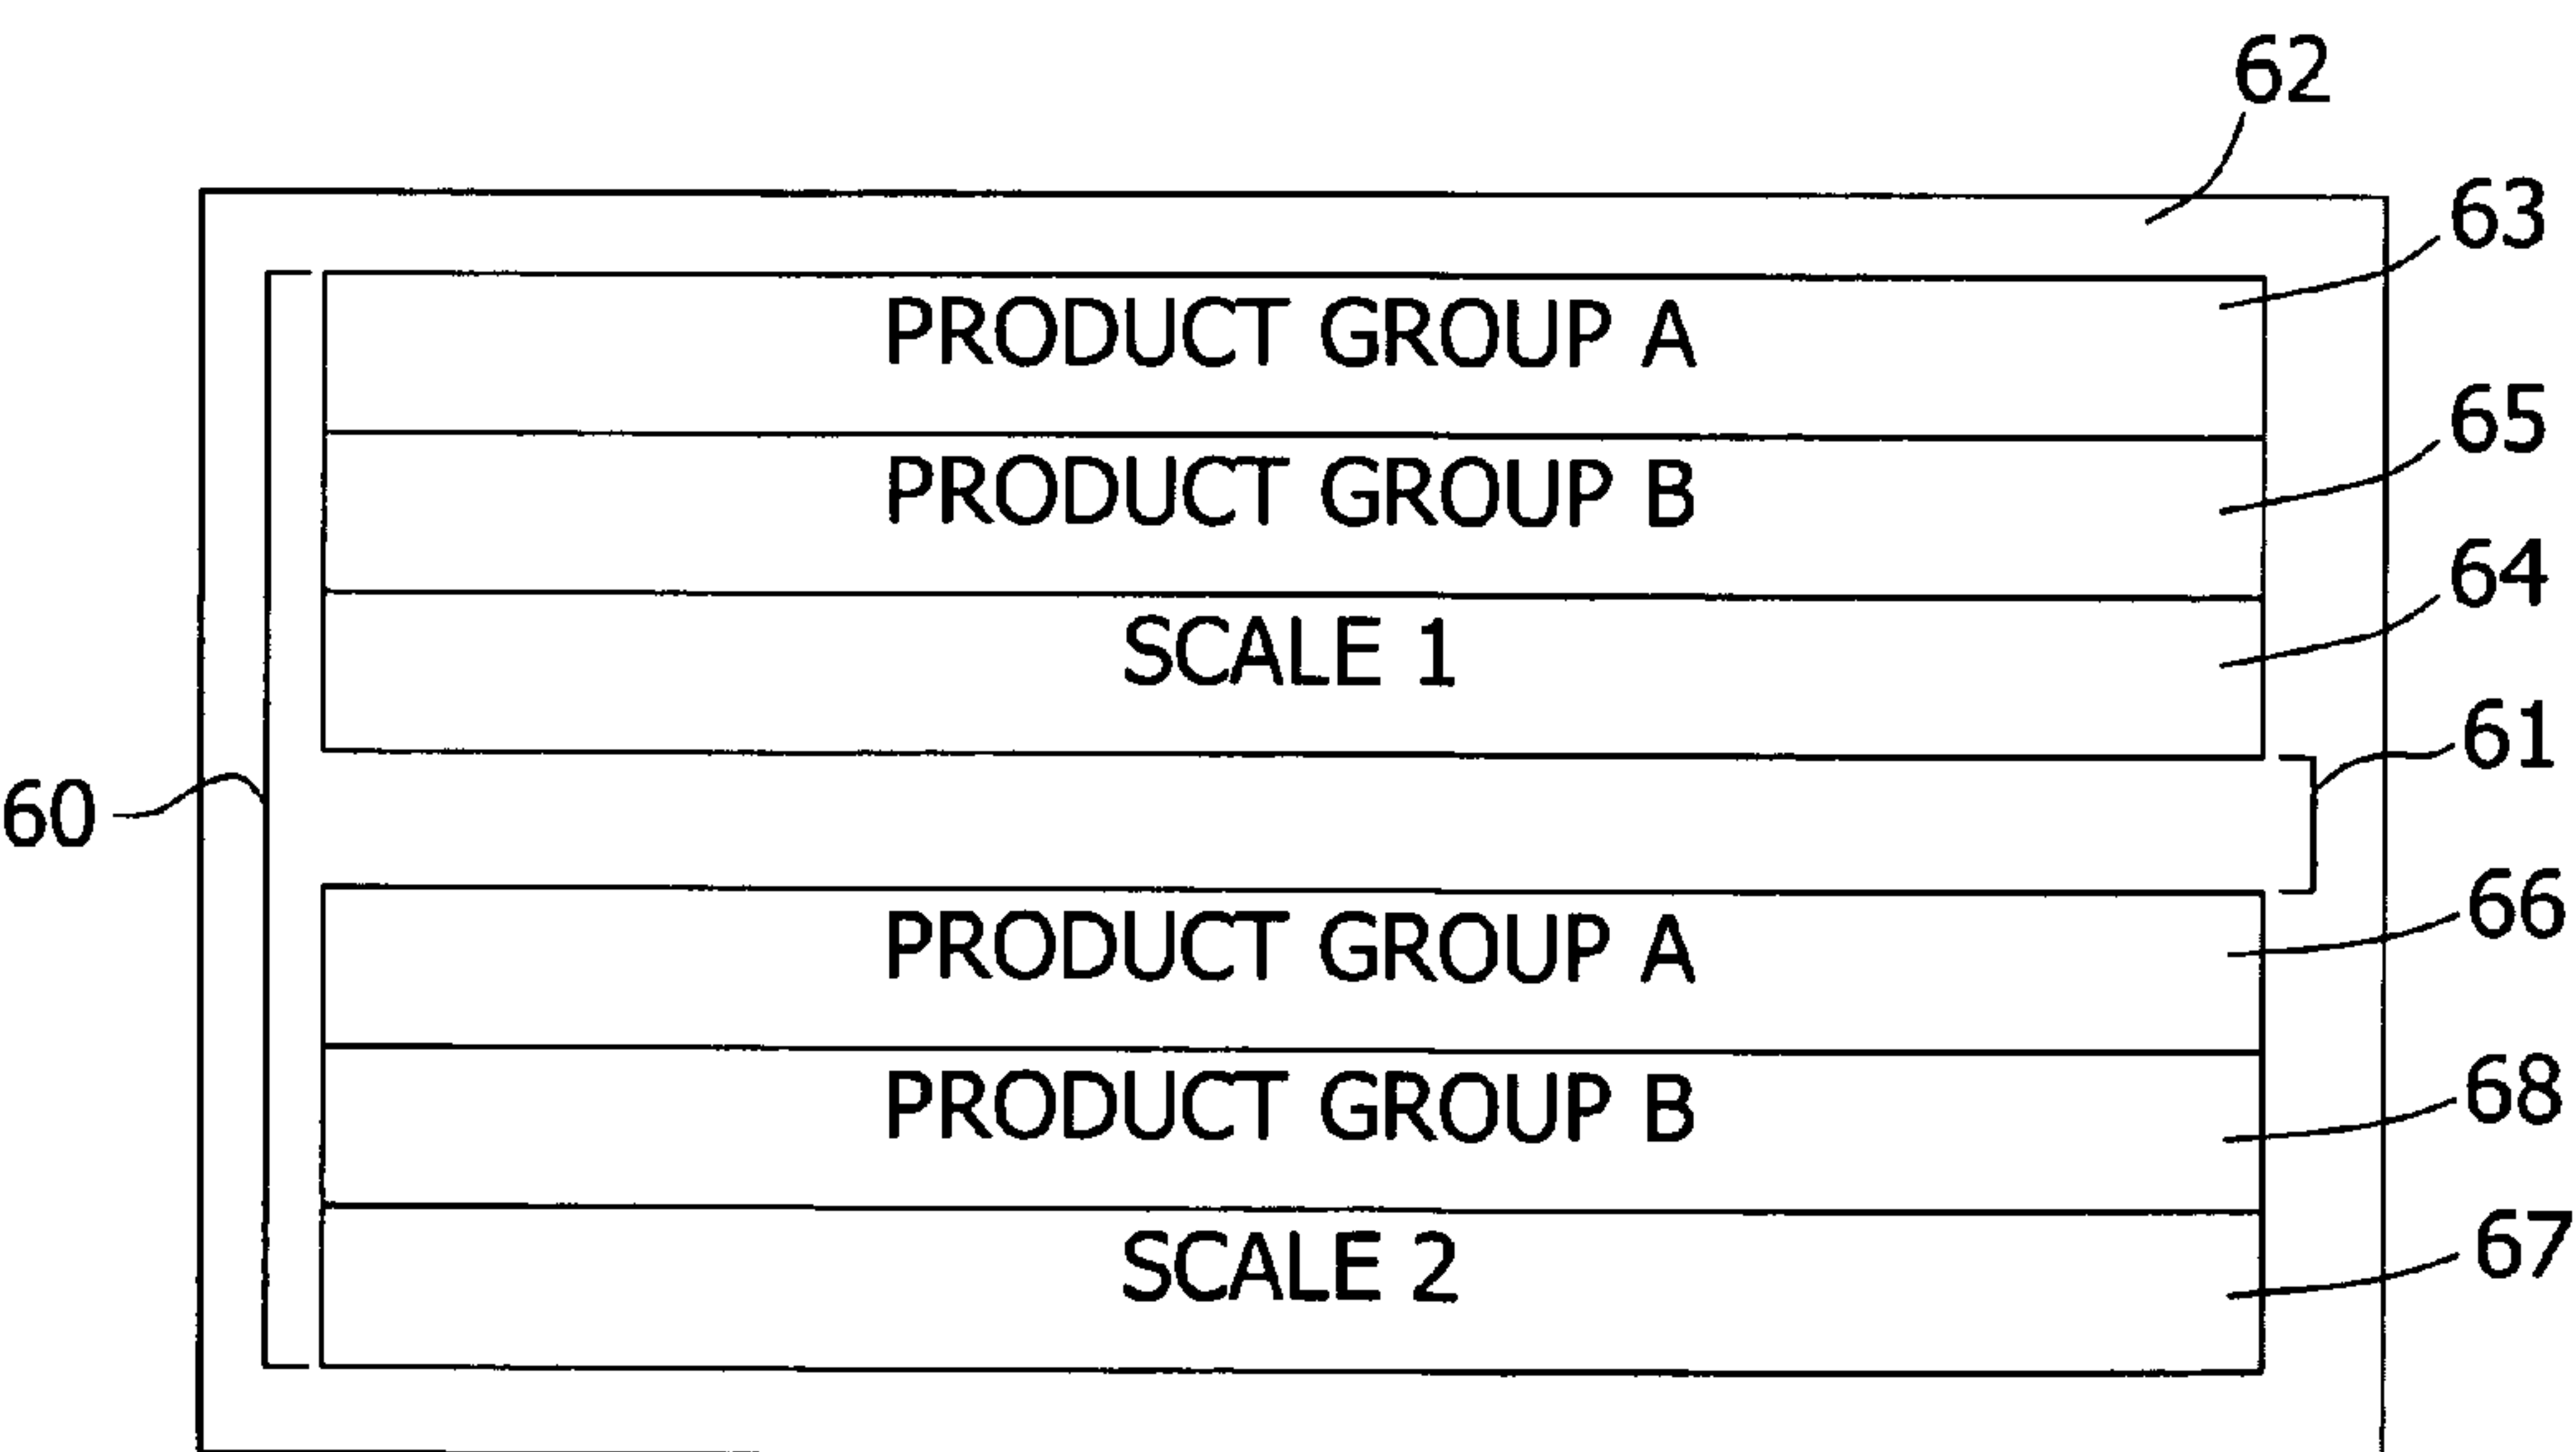 62
63
PRODUCT GROUP A
65
PRODUCT GROUP B
64
SCALE 1
61
60
66
PRODUCT GROUP A
68
PRODUCT GROUP B
67
SCALE 2